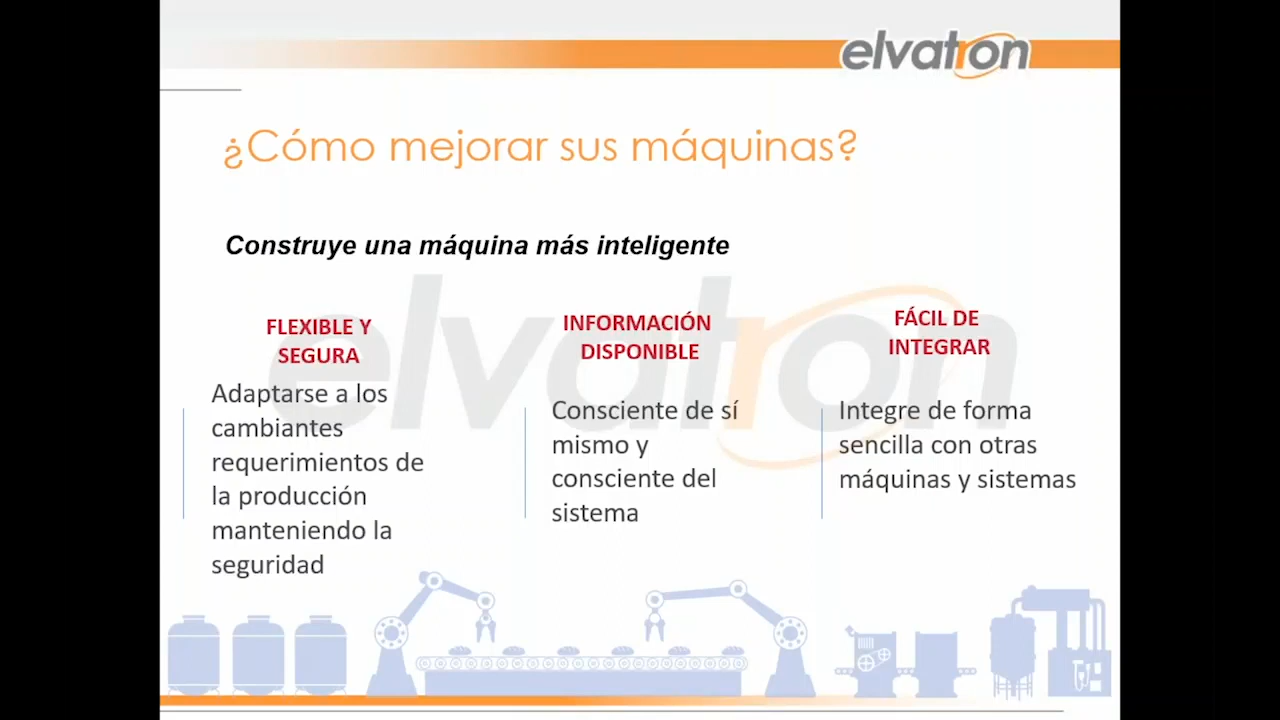 elvatron
¿Cómo mejorar sus máquinas?
Construye una máquina más inteligente
FLEXIBLE Y
SEGURA
Adaptarse a los
cambiantes
requerimientos de
la producción
manteniendo la
seguridad
INFORMACIÓN
DISPONIBLE
Consciente de sí
mismo y
consciente del
sistema
FÁCIL DE
INTEGRAR
Integre de forma
sencilla con otras
máquinas y sistemas
elvatron